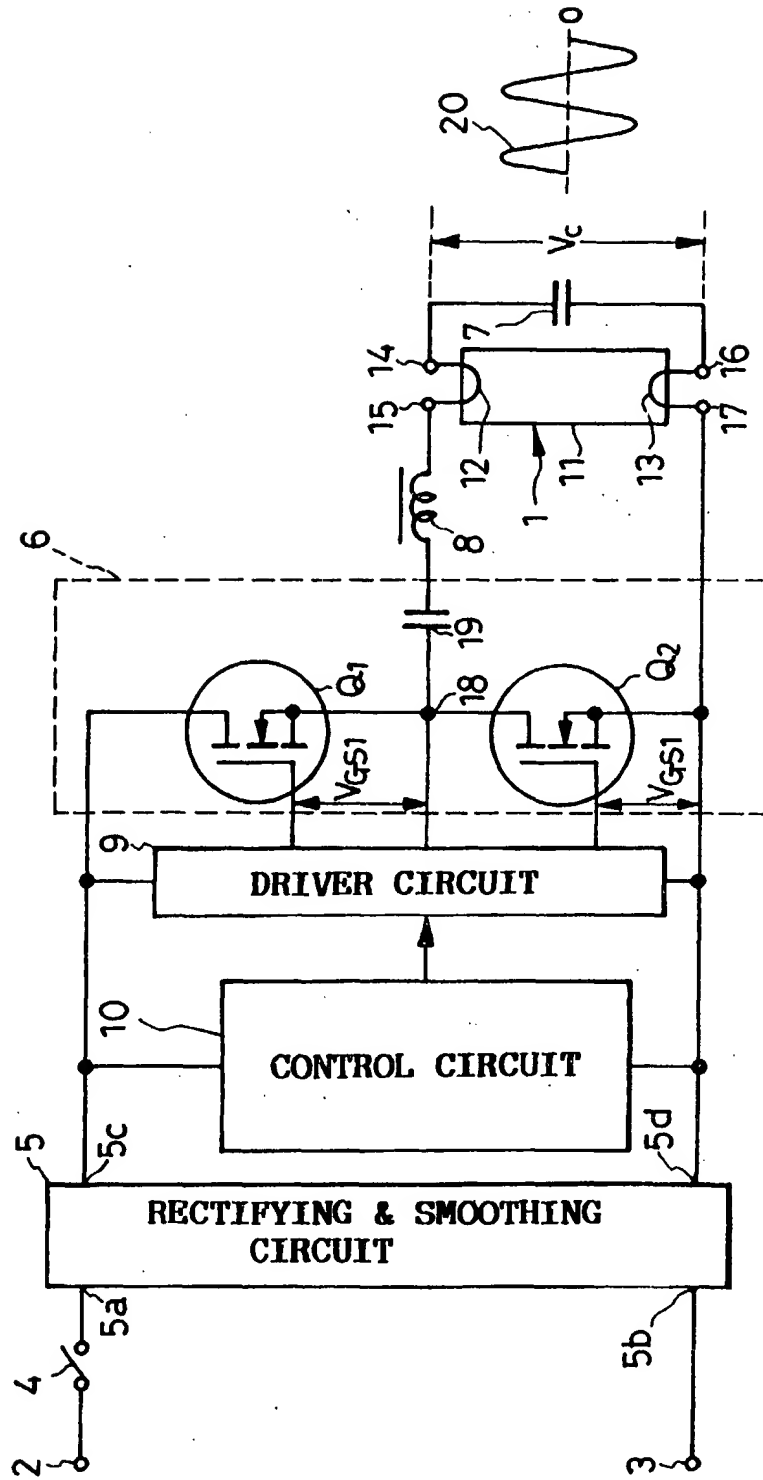 2
4
5a
5
5c
RECTIFYING & SMOOTHING
CIRCUIT
3
5b
5d
10
CONTROL CIRCUIT
9
DRIVER CIRCUIT
6
Q1
VGS1
18
19
Q2
VGS1
8
15
14
12
1
11
13
17
16
7
Vc
20
0